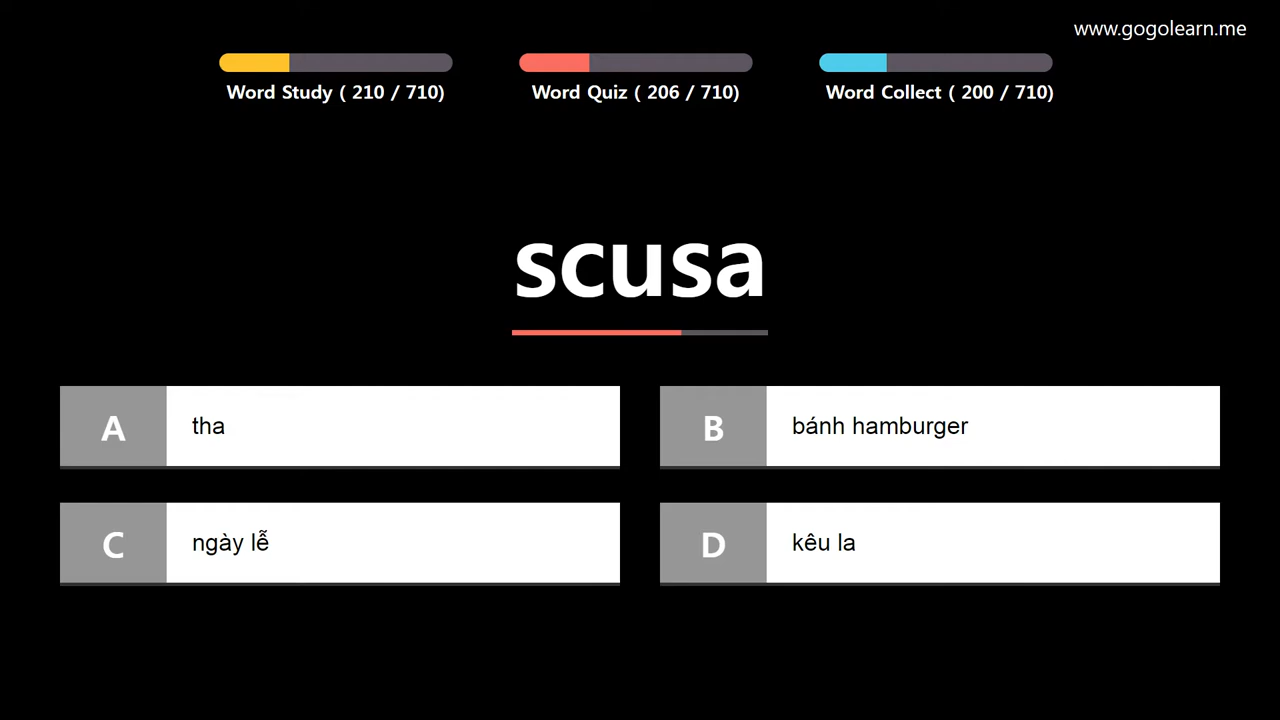 www.gogolearn.me
Word Study ( 210 / 710)
Word Quiz ( 206 / 710)
Word Collect ( 200 / 710)
scusa
A tha
B bánh hamburger
C ngày lễ
D kêu la